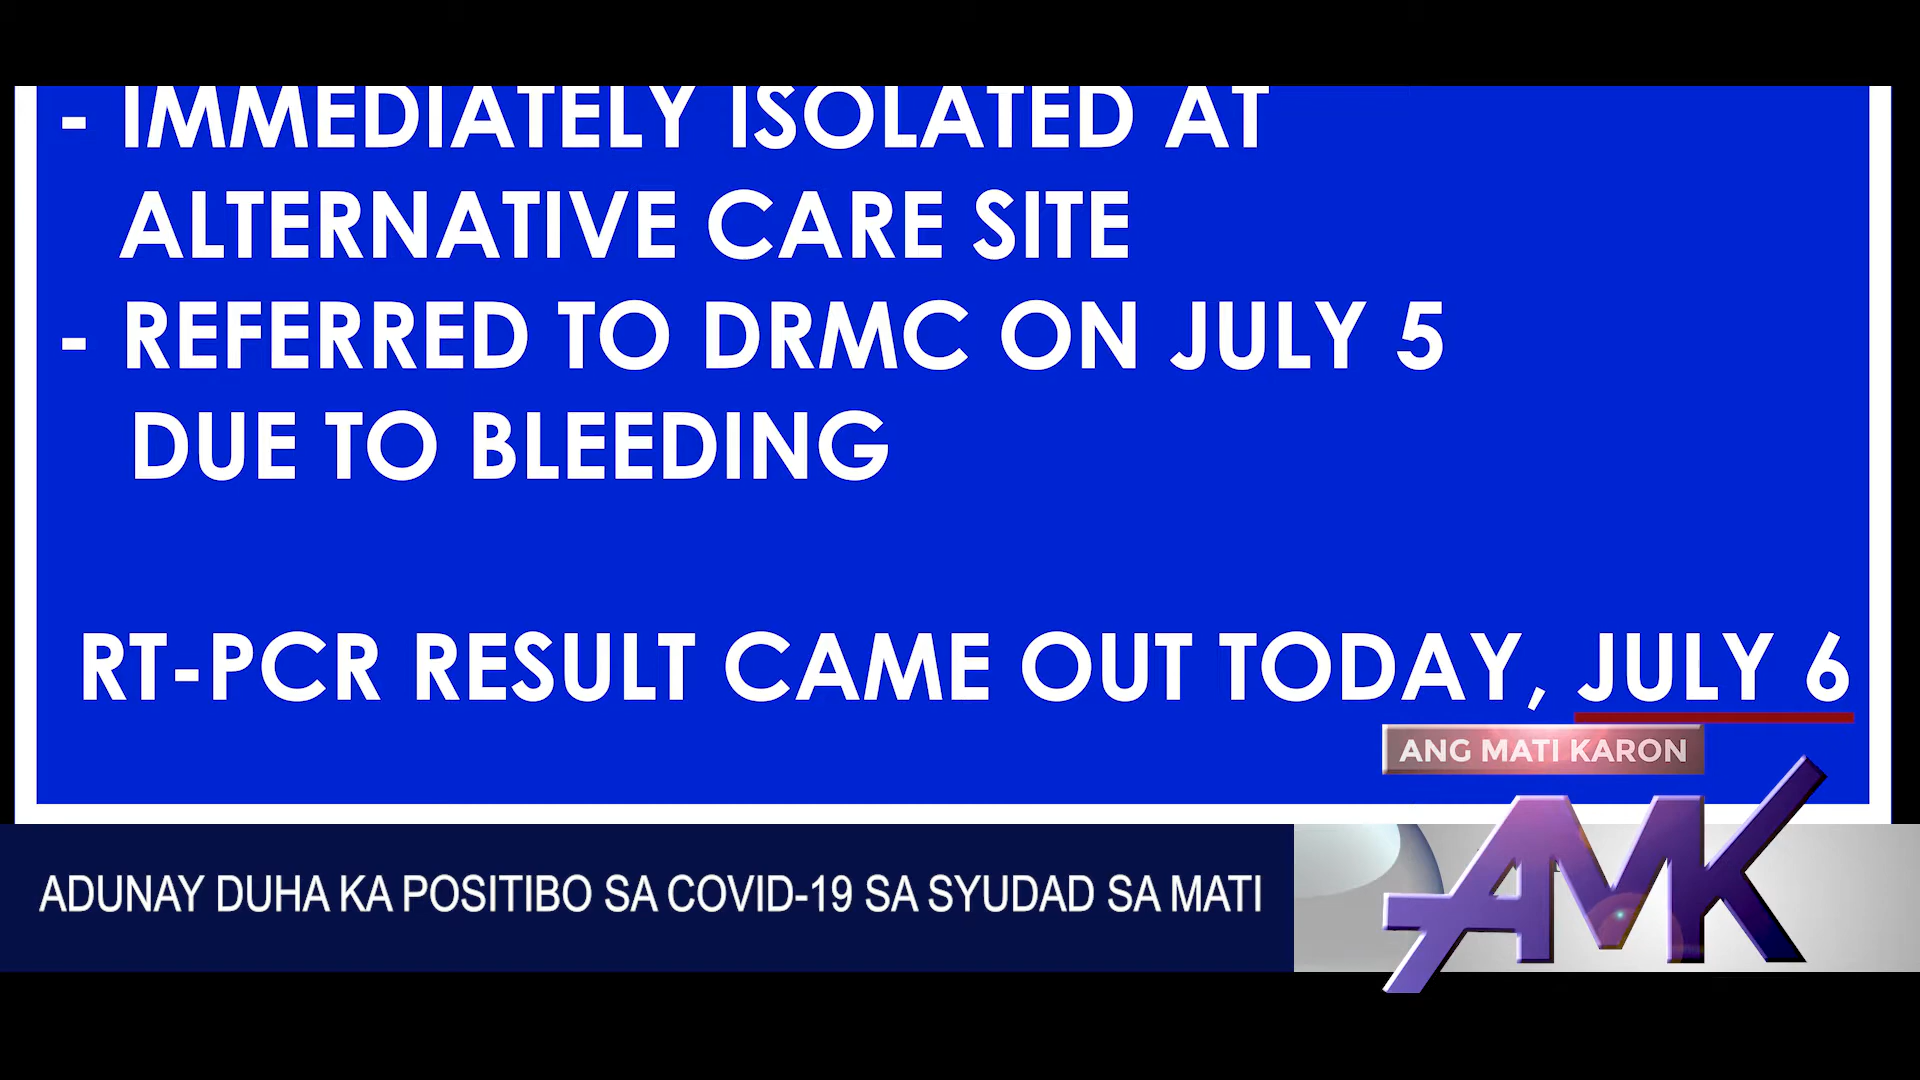 - IMMEDIATELY ISOLATED AT
ALTERNATIVE CARE SITE
- REFERRED TO DRMC ON JULY 5
DUE TO BLEEDING
RT-PCR RESULT CAME OUT TODAY, JULY 6
ANG MATI KARON
AMK
ADUNAY DUHA KA POSITIBO SA COVID-19 SA SYUDAD SA MATI